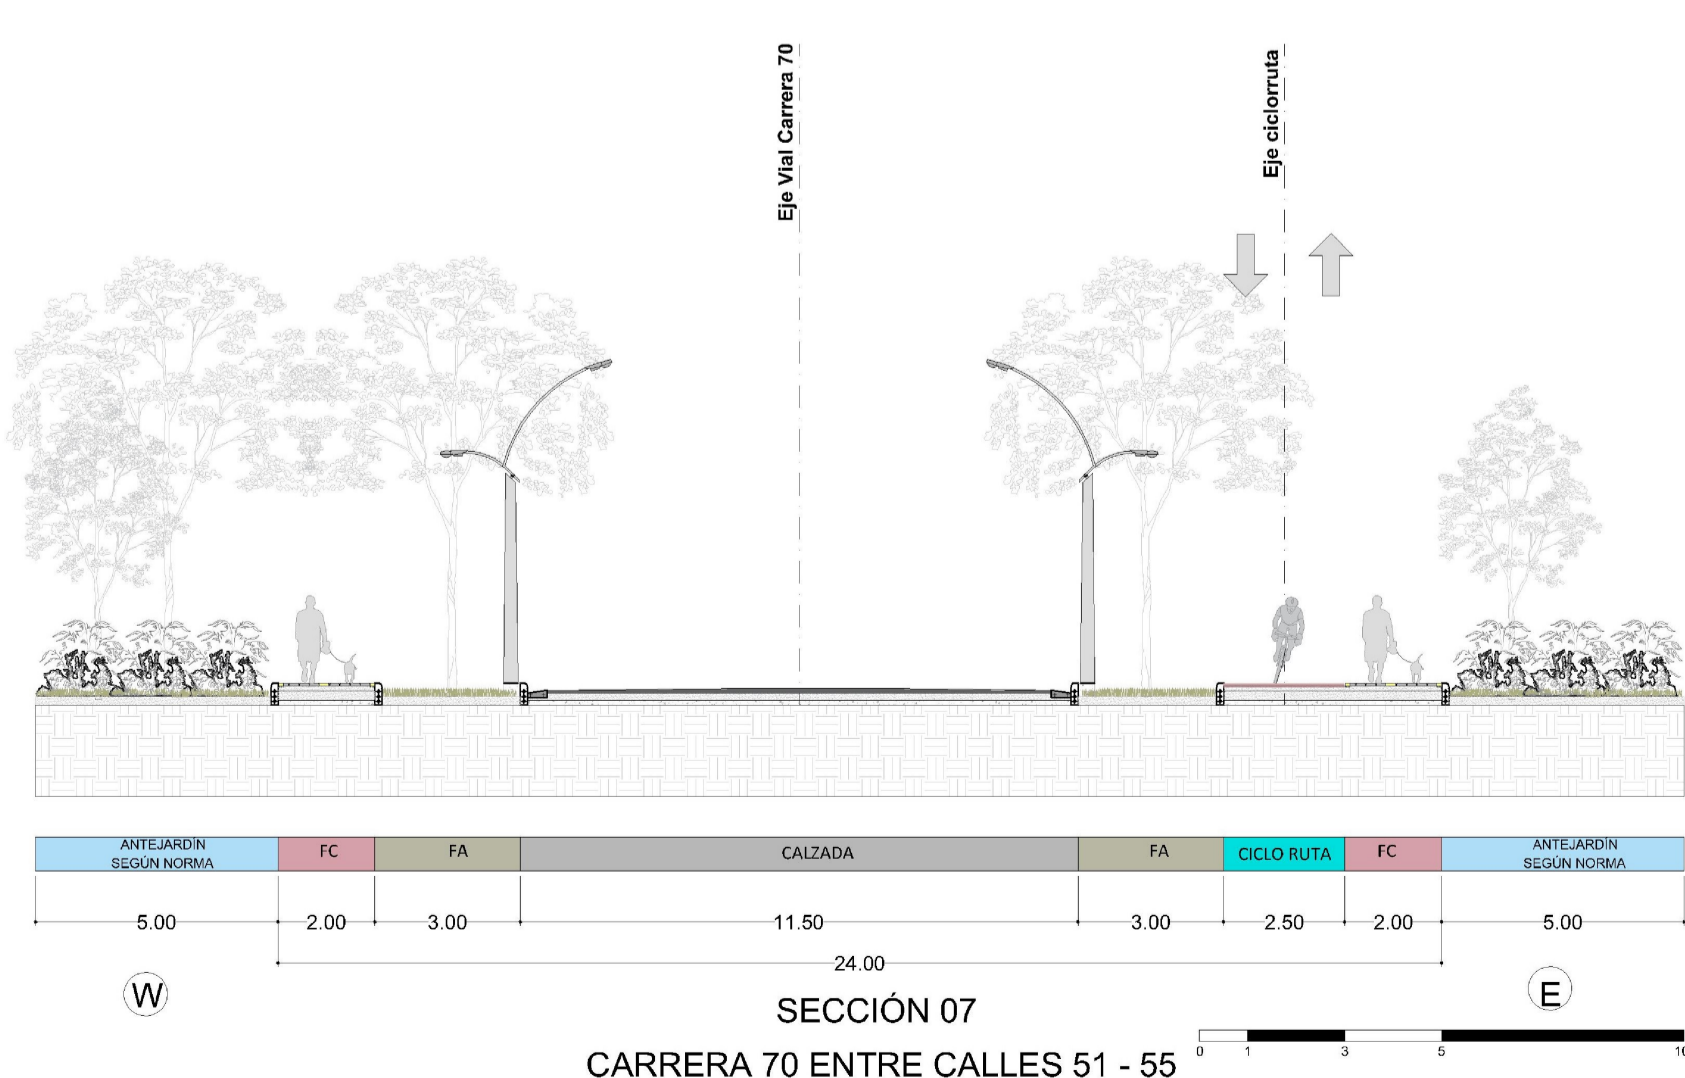 Eje Vial Carrera 70
Eje ciclorruta
ANTEJARDÍN
SEGÚN NORMA
FC
FA
CALZADA
FA
CICLO RUTA
FC
ANTEJARDÍN
SEGÚN NORMA
5.00
2.00
3.00
11.50
3.00
2.50
2.00
5.00
24.00
W
E
SECCIÓN 07
CARRERA 70 ENTRE CALLES 51 - 55
0 1 3 5